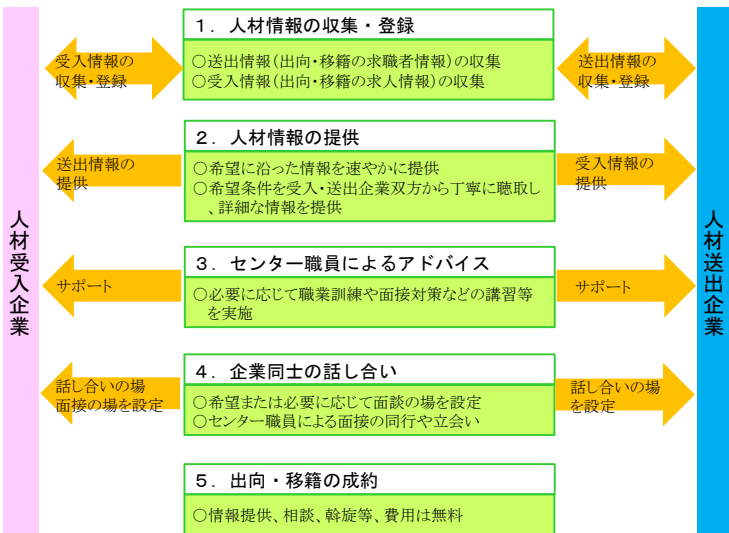 人材受入企業
1．人材情報の収集・登録
○送出情報（出向・移籍の求職者情報）の収集
○受入情報（出向・移籍の求人情報）の収集
受入情報の
収集・登録
送出情報の
収集・登録
2．人材情報の提供
○希望に沿った情報を速やかに提供
○希望条件を受入・送出企業双方から丁寧に聴取し
、詳細な情報を提供
送出情報の
提供
受入情報の
提供
3．センター職員によるアドバイス
○必要に応じて職業訓練や面接対策などの講習等
を実施
サポート
サポート
4．企業同士の話し合い
○希望または必要に応じて面談の場を設定
○センター職員による面接の同行や立会い
話し合いの場
面接の場を設定
話し合いの場
を設定
5．出向・移籍の成約
○情報提供、相談、斡旋等、費用は無料
人材送出企業